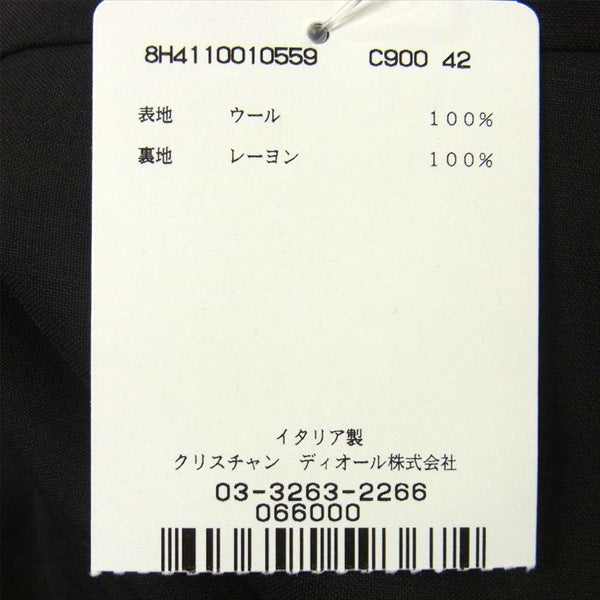 8H4110010559 C900 42
表地 ウール 100%
裏地 レーヨン 100%
イタリア製
クリスチャン ディオール株式会社
03-3263-2266
066000